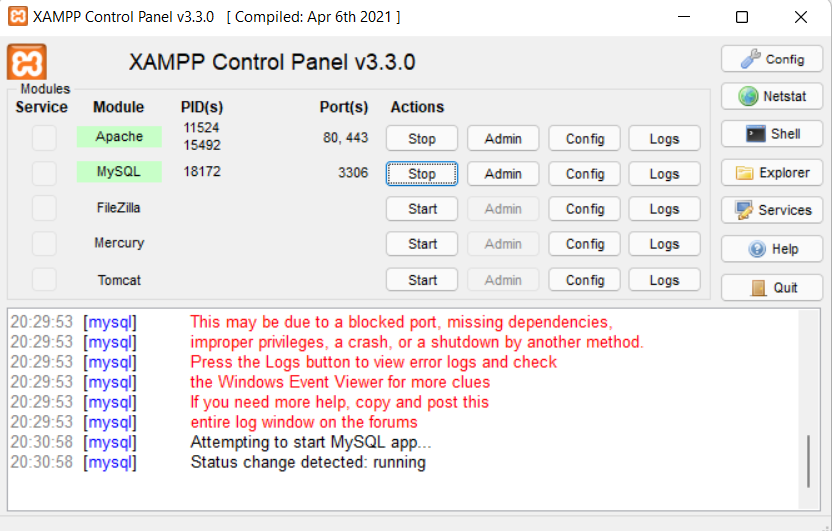 XAMPP Control Panel v3.3.0 [ Compiled: Apr 6th 2021 ]
XAMPP Control Panel v3.3.0
Config
Modules
Service Module PID(s) Port(s) Actions
Netstat
Apache 11524 15492 80, 443 Stop Admin Config Logs
Shell
MySQL 18172 3306 Stop Admin Config Logs
Explorer
FileZilla Start Admin Config Logs
Services
Mercury Start Admin Config Logs
Help
Tomcat Start Admin Config Logs
Quit
20:29:53 [mysql] This may be due to a blocked port, missing dependencies,
20:29:53 [mysql] improper privileges, a crash, or a shutdown by another method.
20:29:53 [mysql] Press the Logs button to view error logs and check
20:29:53 [mysql] the Windows Event Viewer for more clues
20:29:53 [mysql] If you need more help, copy and post this
20:29:53 [mysql] entire log window on the forums
20:30:58 [mysql] Attempting to start MySQL app...
20:30:58 [mysql] Status change detected: running